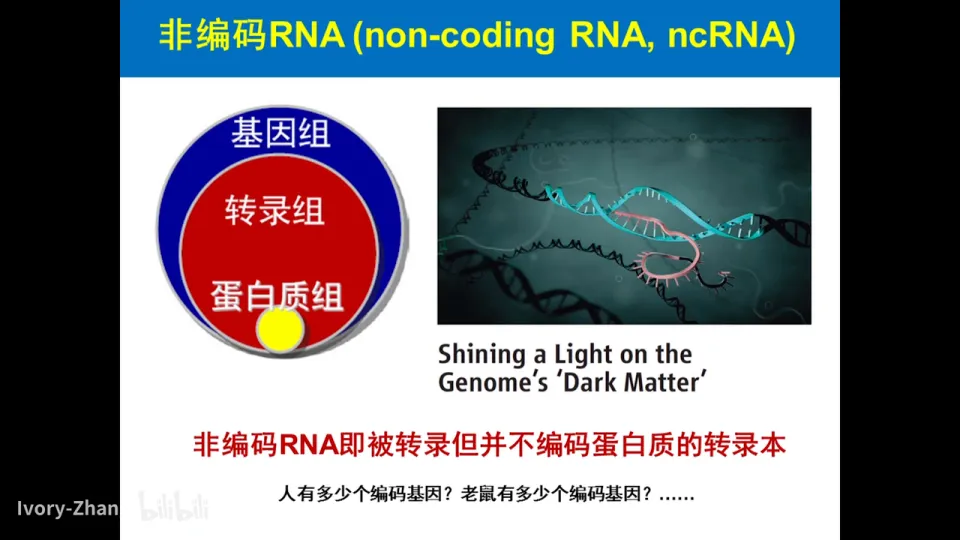 非编码RNA (non-coding RNA, ncRNA)
基因组
转录组
蛋白质组
Shining a Light on the
Genome's 'Dark Matter'
非编码RNA即被转录但并不编码蛋白质的转录本
人有多少个编码基因？老鼠有多少个编码基因？……
Ivory-Zhan
bilibili